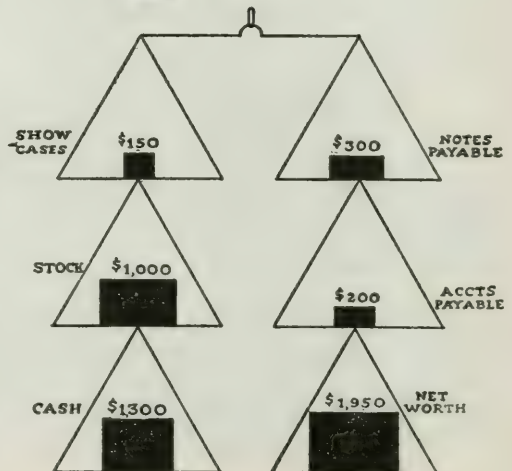 SHOW
CASES
$150
$300
NOTES
PAYABLE
STOCK
$1,000
$200
ACCTS
PAYABLE
CASH
$1300
$1,950
NET
WORTH